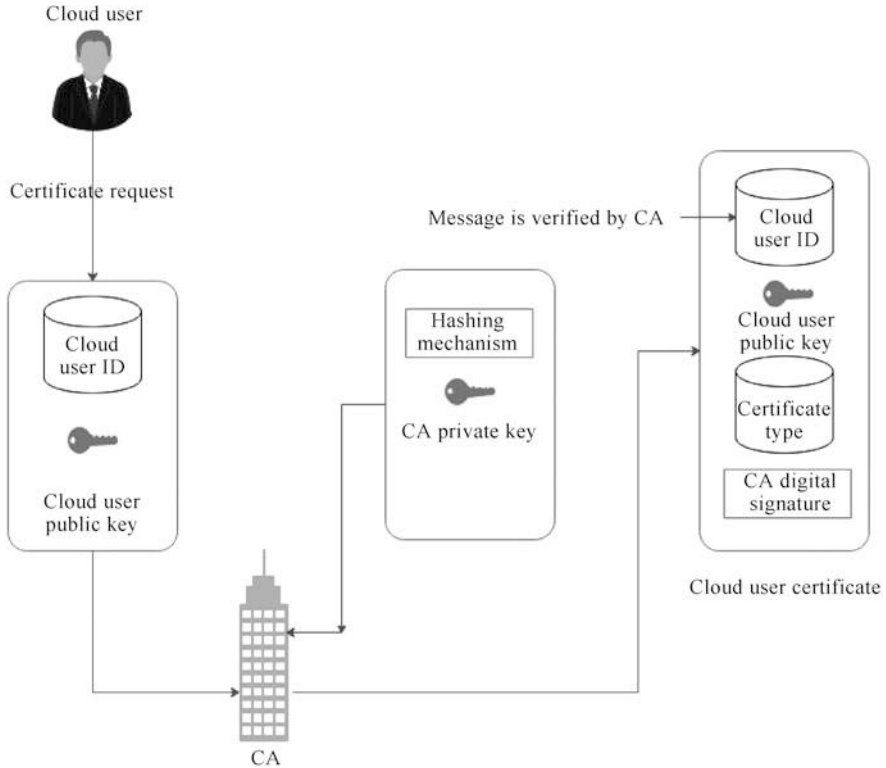 Cloud user
Certificate request
Cloud
user ID
Cloud user
public key
Hashing
mechanism
CA private key
CA
Message is verified by CA
Cloud
user ID
Cloud user
public key
Certificate
type
CA digital
signature
Cloud user certificate